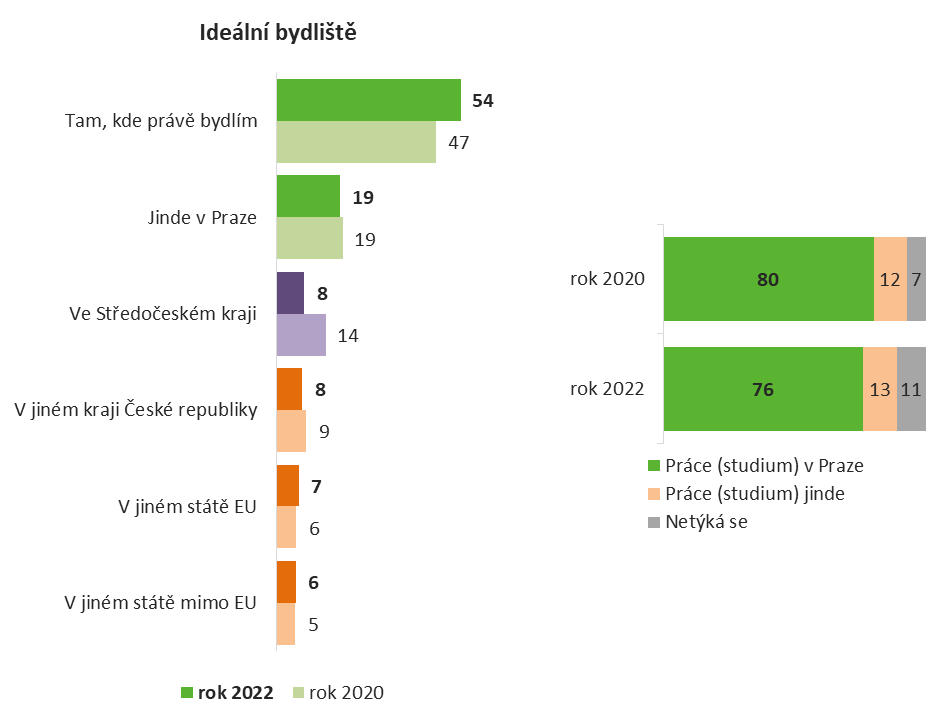 Ideální bydliště
Tam, kde právě bydlím
54
47
Jinde v Praze
19
19
Ve Středočeském kraji
8
14
V jiném kraji České republiky
8
9
V jiném státě EU
7
6
V jiném státě mimo EU
6
5
rok 2022 rok 2020
rok 2020 80 12 7
rok 2022 76 13 11
Práce (studium) v Praze
Práce (studium) jinde
Netýká se